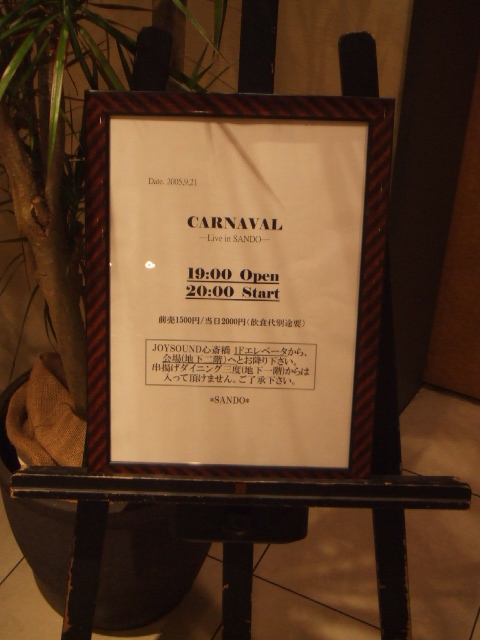 Date. 2005.9.21
CARNAVAL
—Live in SANDO—
19:00 Open
20:00 Start
前売1500円/当日2000円(飲食代別途要)
JOYSOUND心斎橋 1Fエレベータから、
会場(地下二階)へとお降り下さい。
串揚げダイニング三度(地下一階)からは
入って頂けません。ご了承下さい。
*SANDO*